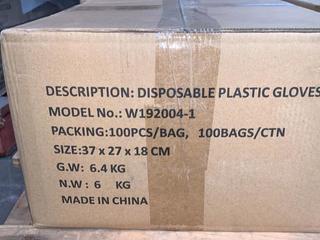 DESCRIPTION: DISPOSABLE PLASTIC GLOVES
MODEL No.: W192004-1
PACKING:100PCS/BAG, 100BAGS/CTN
SIZE:37 x 27 x 18 CM
G.W: 6.4 KG
N.W: 6 KG
MADE IN CHINA